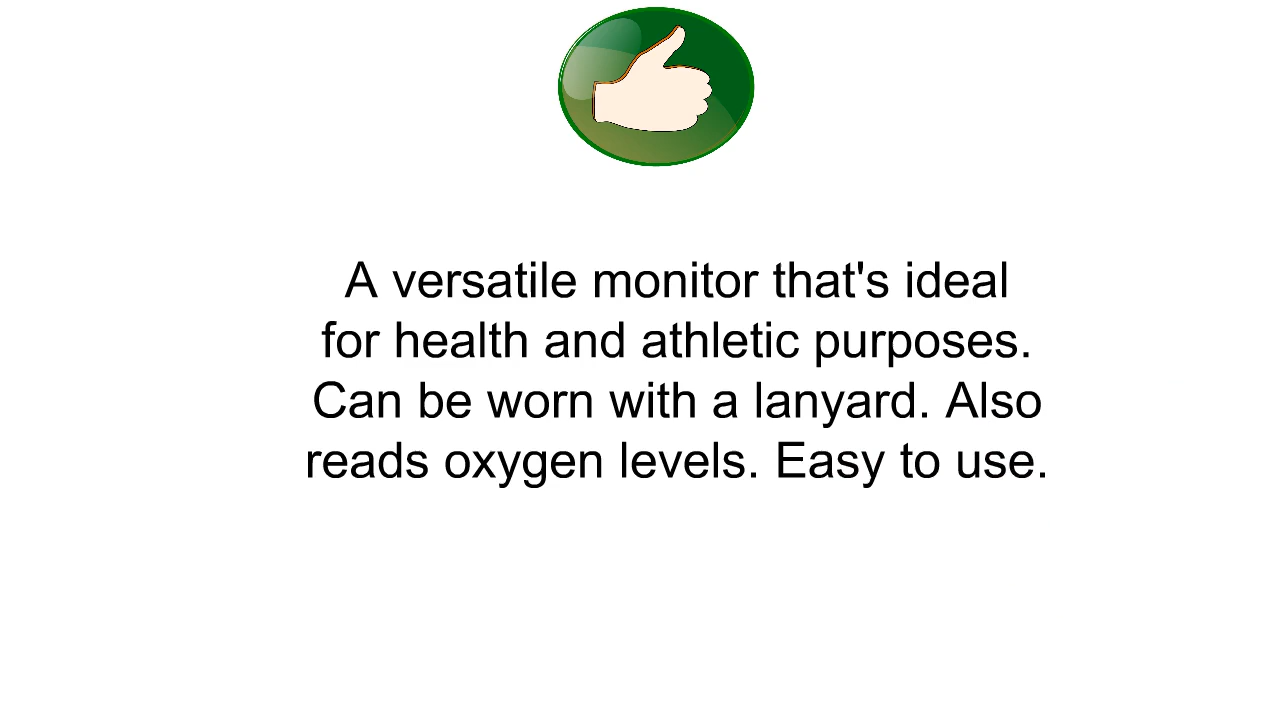 A versatile monitor that's ideal
for health and athletic purposes.
Can be worn with a lanyard. Also
reads oxygen levels. Easy to use.